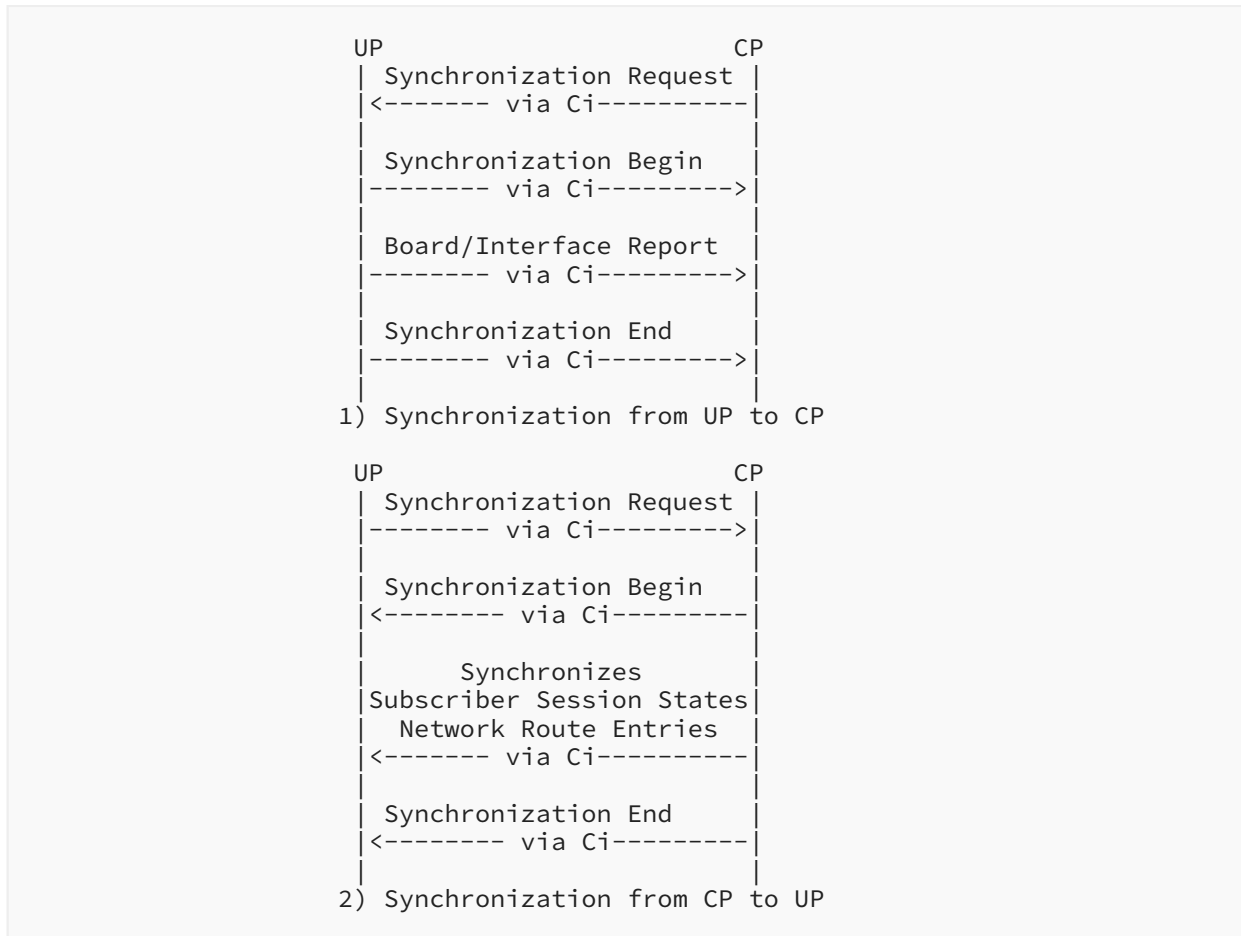 UP                       CP
| Synchronization Request |
|<------- via Ci----------|
|                         |
| Synchronization Begin   |
|-------- via Ci--------->|
|                         |
| Board/Interface Report  |
|-------- via Ci--------->|
|                         |
| Synchronization End     |
|-------- via Ci--------->|
|                         |
1) Synchronization from UP to CP
UP                       CP
| Synchronization Request |
|-------- via Ci--------->|
|                         |
| Synchronization Begin   |
|<-------- via Ci---------|
|                         |
|      Synchronizes       |
|Subscriber Session States|
|  Network Route Entries  |
|<------- via Ci----------|
|                         |
| Synchronization End     |
|<-------- via Ci---------|
|                         |
2) Synchronization from CP to UP